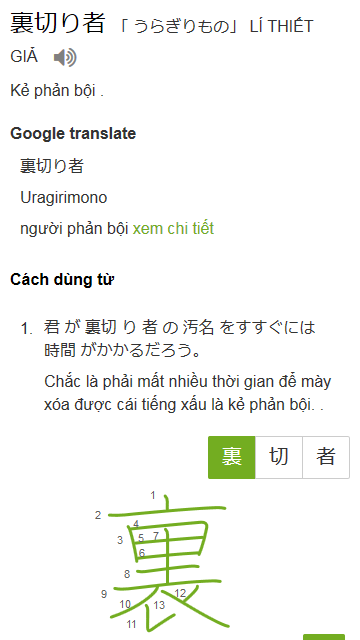 裏切り者 「 うらぎりもの」 LÍ THIẾT
GIẢ
Kẻ phản bội .
Google translate
裏切り者
Uragirimono
người phản bội xem chi tiết
Cách dùng từ
1. 君 が 裏切 り 者 の 汚名 をすすぐには
時間 がかかるだろう。
Chắc là phải mất nhiều thời gian để mày
xóa được cái tiếng xấu là kẻ phản bội. .
裏 切 者
1
2
4
3 5 7
6
8
9 12
10 13
11
裏